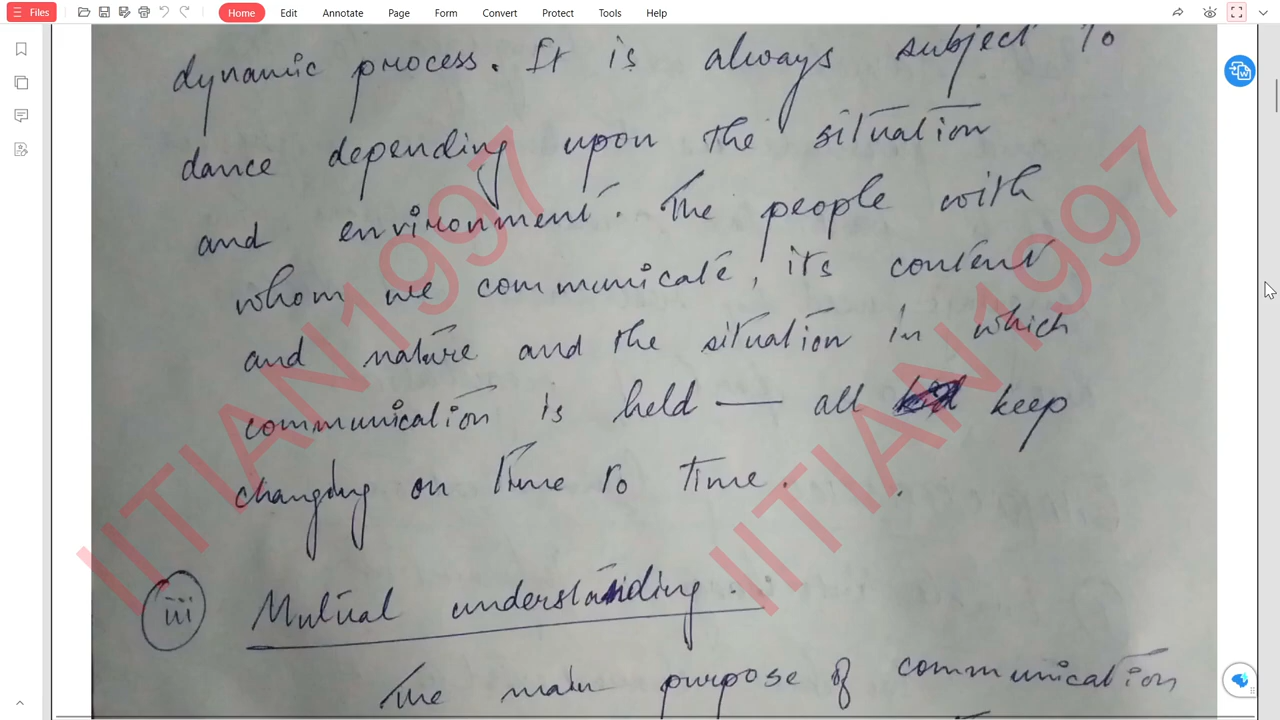 Files
Home
Edit
Annotate
Page
Form
Convert
Protect
Tools
Help
dynamic process. It is always subject to
dance depending upon the situation
and environment. The people with
whom we communicate, its content
and nature and the situation in which
communication is held — all keep
changing on time to time.
iii Mutual understanding.
The main purpose of communication
IITIAN1997
IITIAN1997